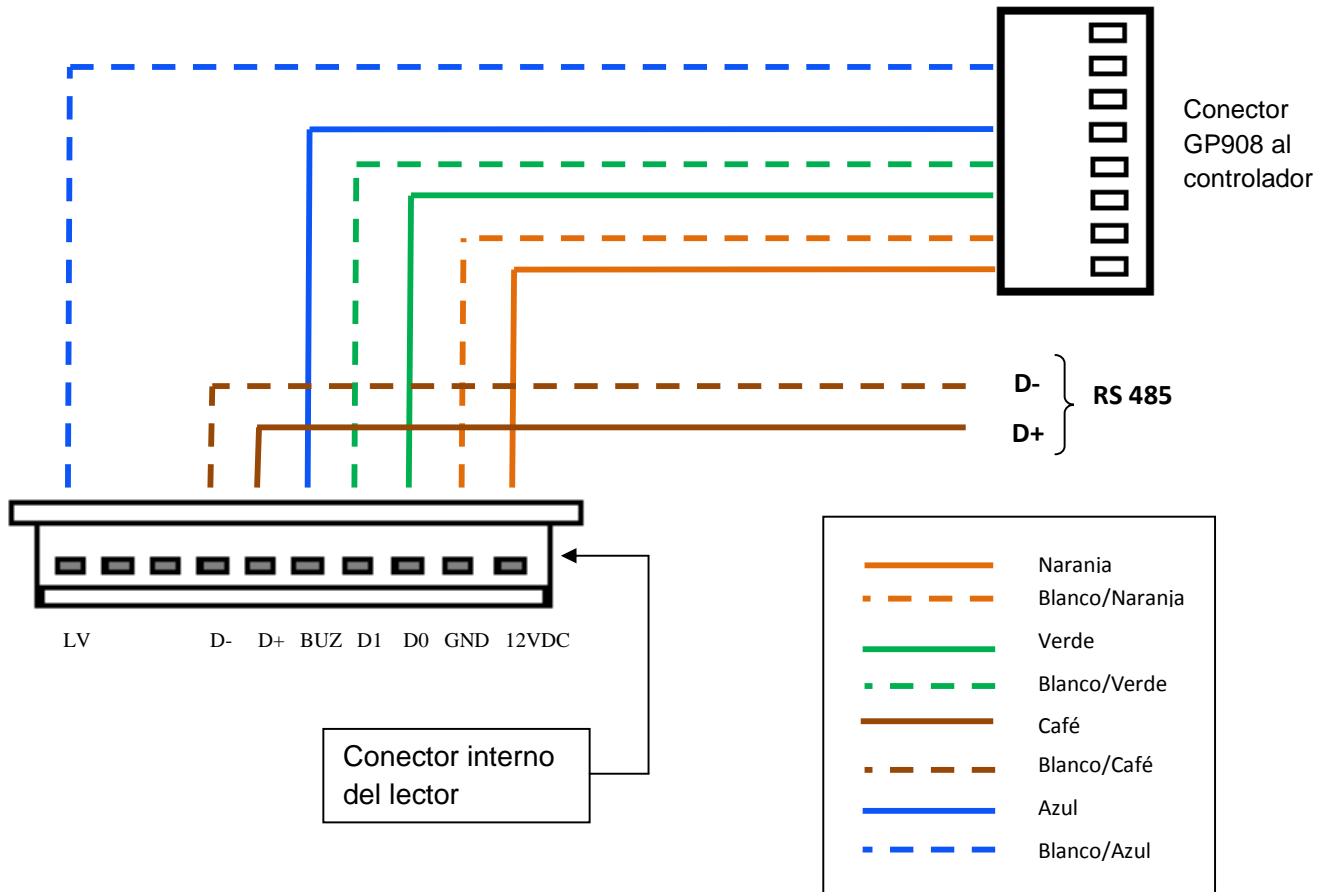 Conector
GP908 al
controlador
D-
D+
RS 485
LV D- D+ BUZ D1 D0 GND 12VDC
Conector interno
del lector
Naranja
Blanco/Naranja
Verde
Blanco/Verde
Café
Blanco/Café
Azul
Blanco/Azul